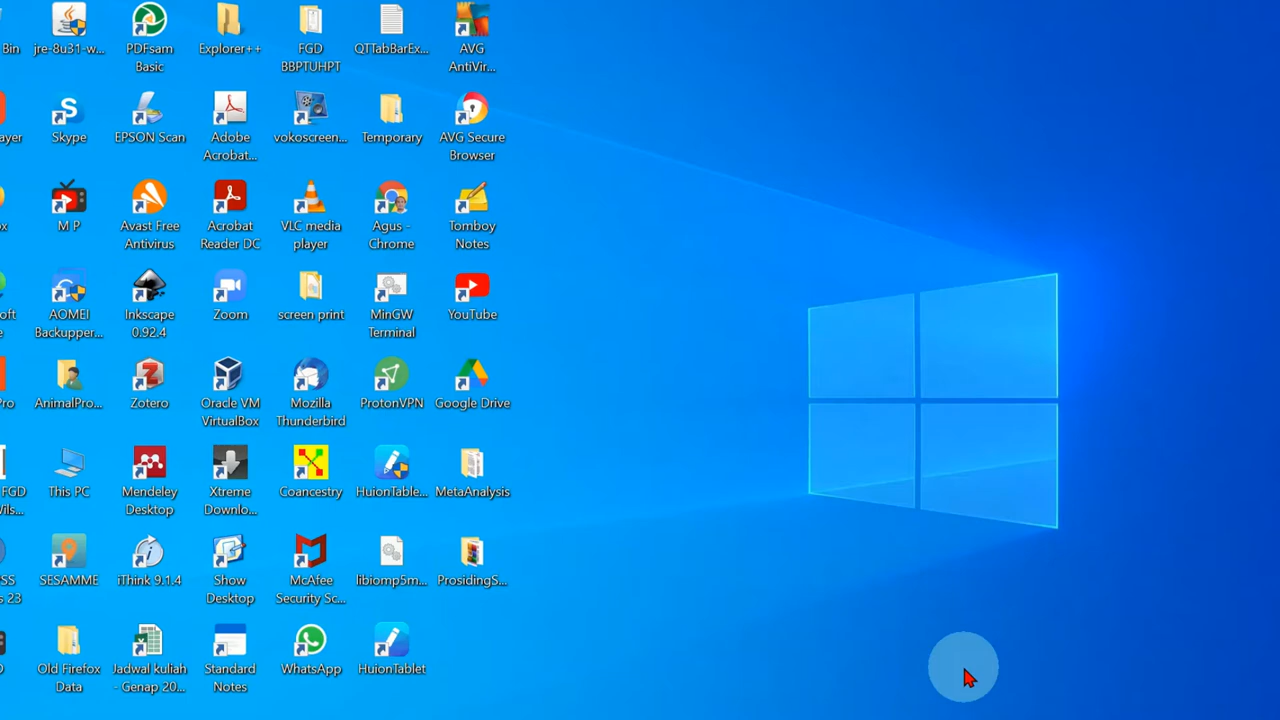 Bin
jre-8u31-w...
PDFsam
Basic
Explorer++
FGD
BBPTUHPT
QTTabBarEx...
AVG
AntiVir...
ayer
Skype
EPSON Scan
Adobe
Acrobat...
vokoscreen...
Temporary
AVG Secure
Browser
ox
M P
Avast Free
Antivirus
Acrobat
Reader DC
VLC media
player
Agus -
Chrome
Tomboy
Notes
oft
e
AOMEI
Backupper...
Inkscape
0.92.4
Zoom
screen print
MinGW
Terminal
YouTube
Pro
AnimalPro...
Zotero
Oracle VM
VirtualBox
Mozilla
Thunderbird
ProtonVPN
Google Drive
FGD
Wils...
This PC
Mendeley
Desktop
Xtreme
Downlo...
Coancestry
HuionTable...
MetaAnalysis
SS
s 23
SESAMME
iThink 9.1.4
Show
Desktop
McAfee
Security Sc...
libiomp5m...
ProsidingS...
Old Firefox
Data
Jadwal kuliah
- Genap 20...
Standard
Notes
WhatsApp
HuionTablet